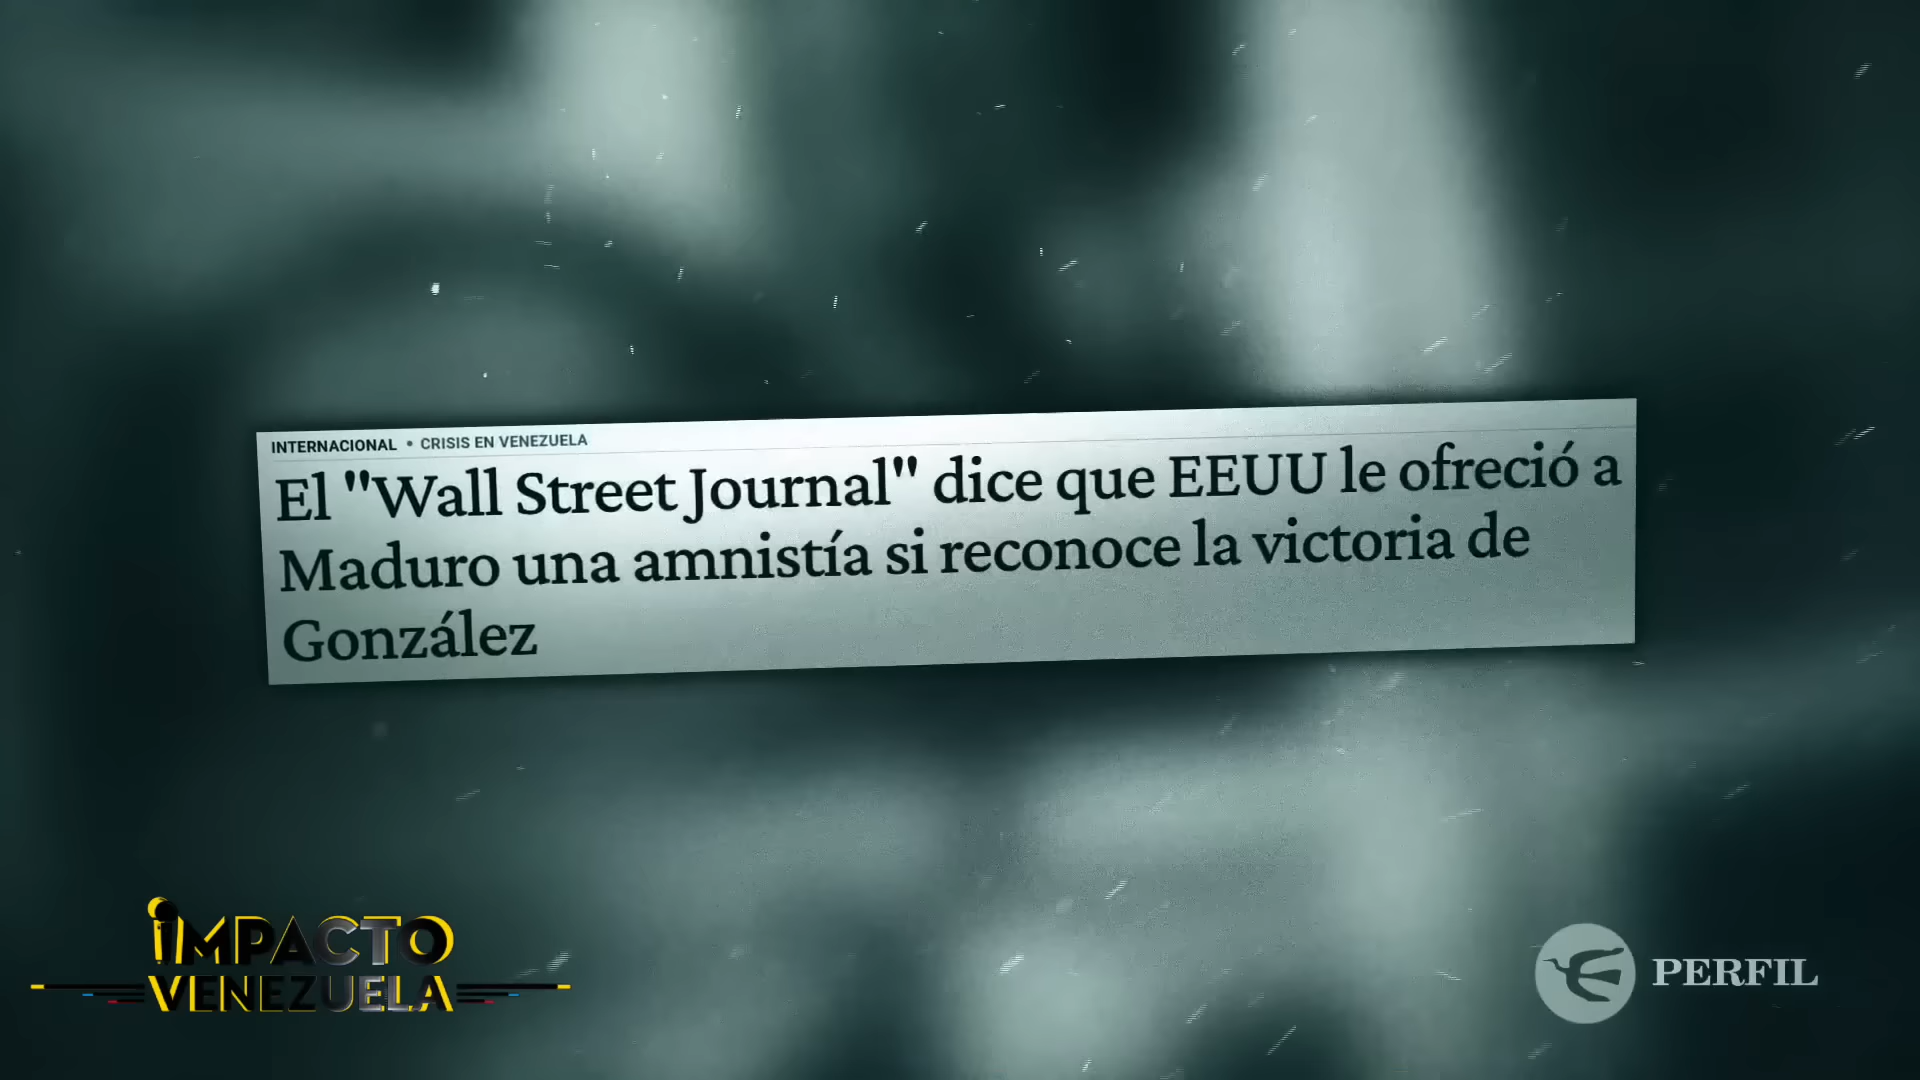 INTERNACIONAL • CRISIS EN VENEZUELA
El "Wall Street Journal" dice que EEUU le ofreció a
Maduro una amnistía si reconoce la victoria de
González
IMPACTO
VENEZUELA
PERFIL